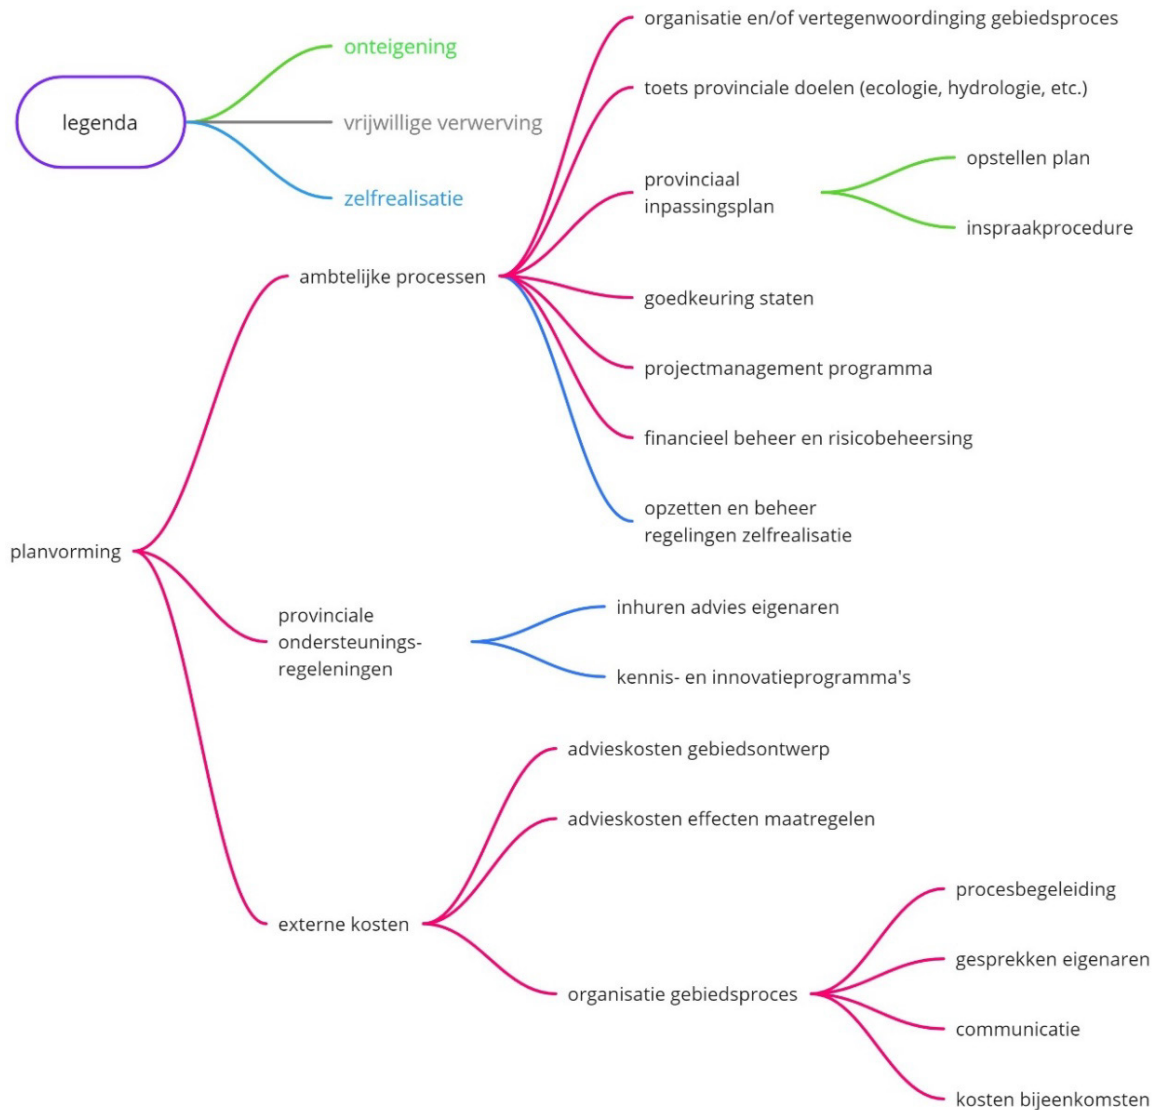 legenda
onteigening
vrijwillige verwerving
zelfrealisatie
planvorming
ambtelijke processen
organisatie en/of vertegenwoordinging gebiedsproces
toets provinciale doelen (ecologie, hydrologie, etc.)
provinciaal
inpassingsplan
opstellen plan
inspraakprocedure
goedkeuring staten
projectmanagement programma
financieel beheer en risicobeheersing
opzetten en beheer
regelingen zelfrealisatie
provinciale
ondersteunings-
regeleningen
inhuren advies eigenaren
kennis- en innovatieprogramma's
externe kosten
advieskosten gebiedsontwerp
advieskosten effecten maatregelen
organisatie gebiedsproces
procesbegeleiding
gesprekken eigenaren
communicatie
kosten bijeenkomsten